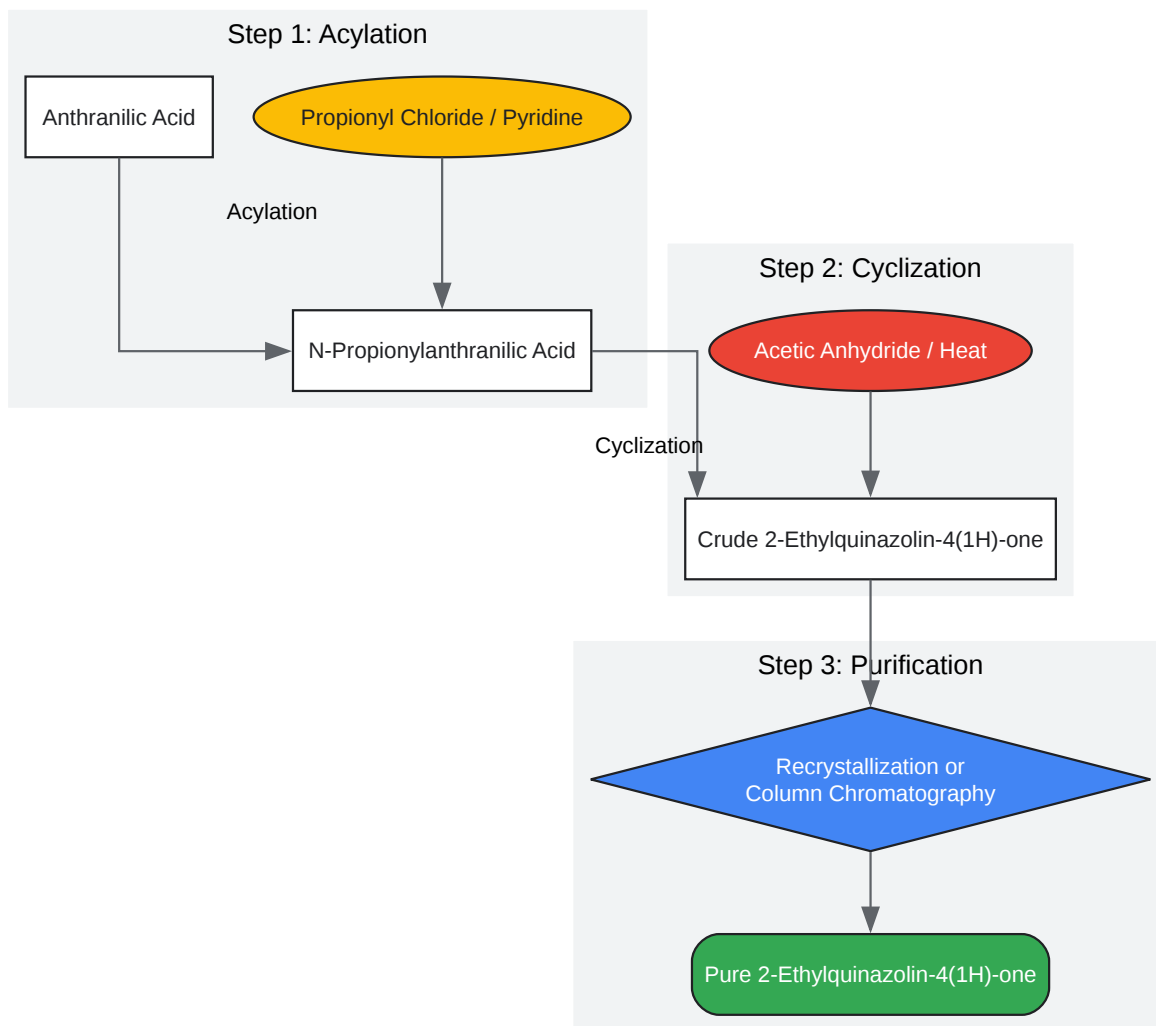 Step 1: Acylation
Anthranilic Acid
Propionyl Chloride / Pyridine
Acylation
N-Propionylanthranilic Acid
Step 2: Cyclization
Acetic Anhydride / Heat
Cyclization
Crude 2-Ethylquinazolin-4(1H)-one
Step 3: Purification
Recrystallization or
Column Chromatography
Pure 2-Ethylquinazolin-4(1H)-one